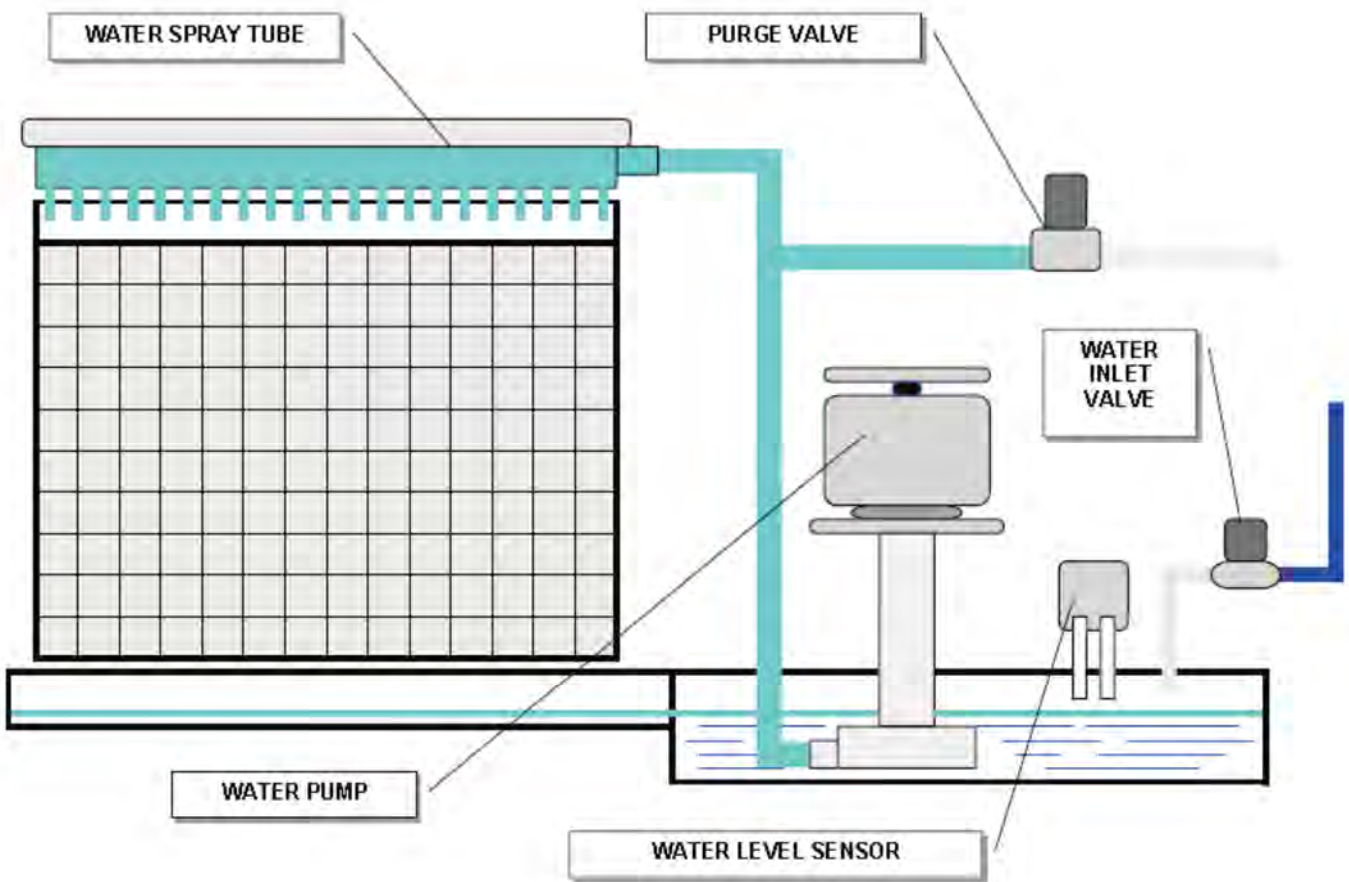 WATER SPRAY TUBE
PURGE VALVE
WATER
INLET
VALVE
WATER PUMP
WATER LEVEL SENSOR